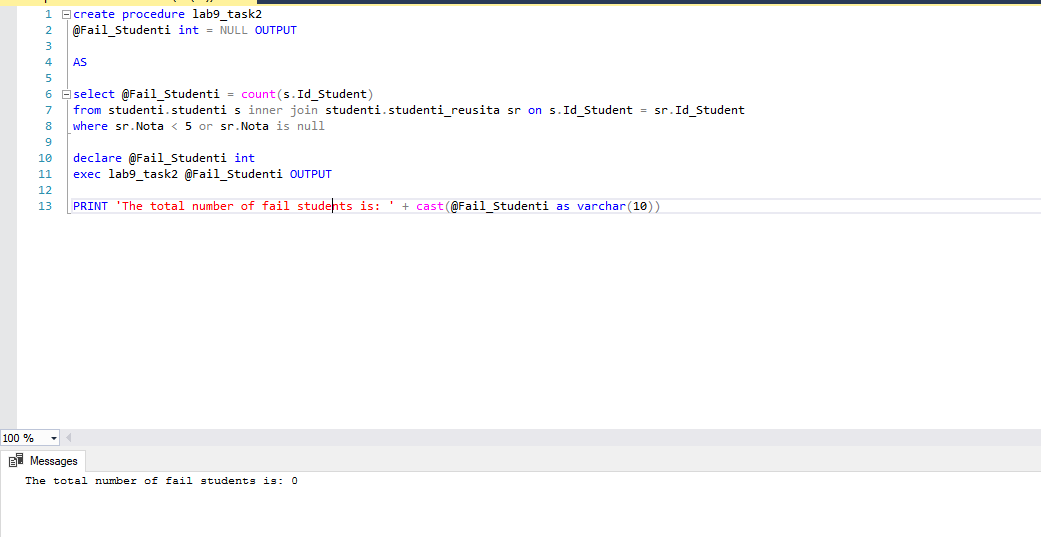 1 create procedure lab9_task2
2 @Fail_Studenti int = NULL OUTPUT
3
4 AS
5
6 select @Fail_Studenti = count(s.Id_Student)
7 from studenti.studenti s inner join studenti.studenti_reusita sr on s.Id_Student = sr.Id_Student
8 where sr.Nota < 5 or sr.Nota is null
9
10 declare @Fail_Studenti int
11 exec lab9_task2 @Fail_Studenti OUTPUT
12
13 PRINT 'The total number of fail students is: ' + cast(@Fail_Studenti as varchar(10))
100 %
Messages
The total number of fail students is: 0